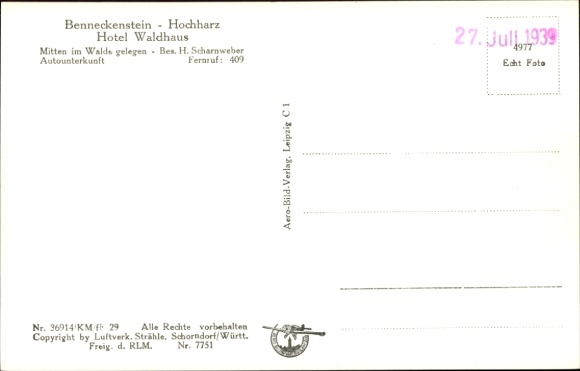 Benneckenstein - Hochharz
Hotel Waldhaus
Mitten im Walde gelegen - Bes. H. Scharnweber
Autounterkunft Fernruf: 409
27. Juli 1939
4977
Echt Foto
Aero-Bild-Verlag, Leipzig C 1
Nr. 36914/KM/ff 29 Alle Rechte vorbehalten
Copyright by Luftverk. Strähle, Schorndorf/Württ.
Freig. d. RLM. Nr. 7751